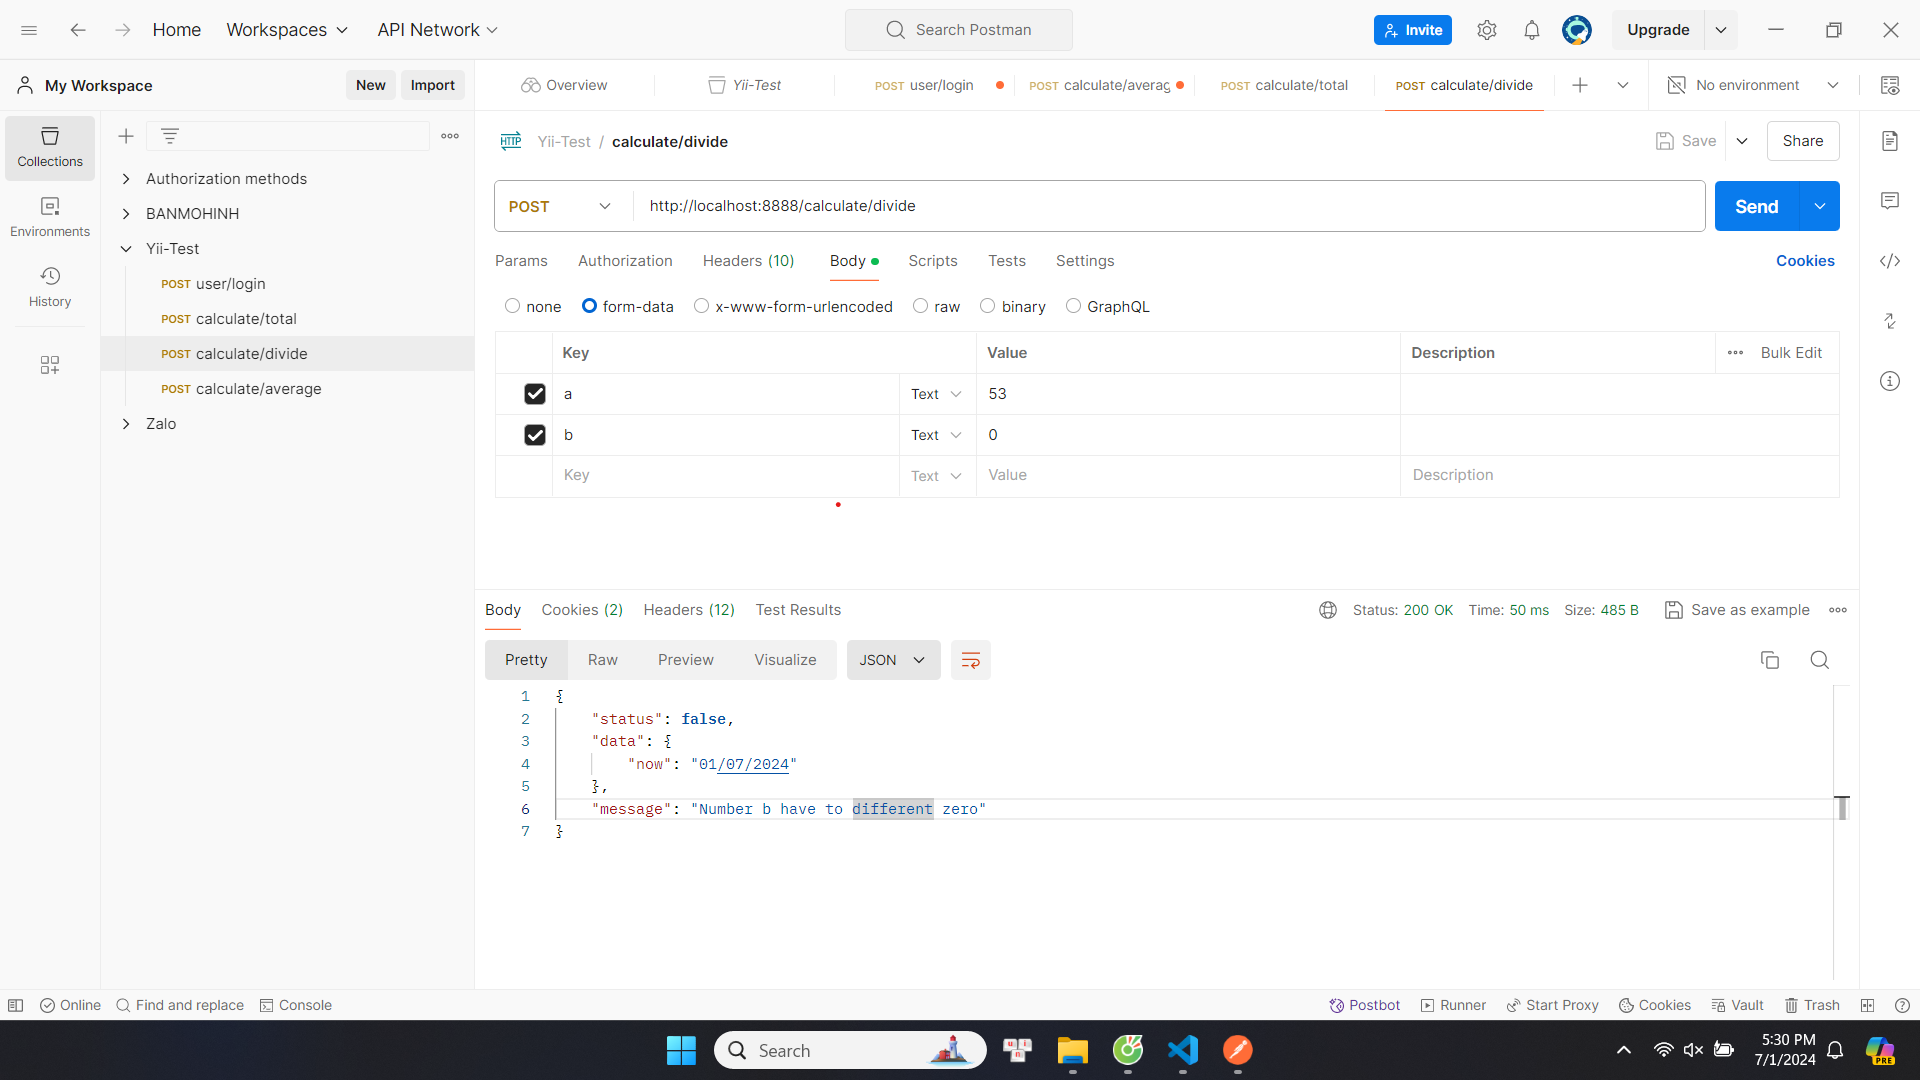 Home
Workspaces
API Network
Search Postman
Invite
Upgrade
My Workspace
New
Import
Overview
Yii-Test
POST user/login
POST calculate/averag
POST calculate/total
POST calculate/divide
No environment
Collections
Environments
History
Authorization methods
BANMOHINH
Yii-Test
POST user/login
POST calculate/total
POST calculate/divide
POST calculate/average
Zalo
HTTP
Yii-Test / calculate/divide
Save
Share
POST
http://localhost:8888/calculate/divide
Send
Params
Authorization
Headers (10)
Body
Scripts
Tests
Settings
Cookies
none
form-data
x-www-form-urlencoded
raw
binary
GraphQL
Key
Value
Description
Bulk Edit
a
Text
53
b
Text
0
Key
Text
Value
Description
Body
Cookies (2)
Headers (12)
Test Results
Status: 200 OK
Time: 50 ms
Size: 485 B
Save as example
Pretty
Raw
Preview
Visualize
JSON
1 {
2 "status": false,
3 "data": {
4 "now": "01/07/2024"
5 },
6 "message": "Number b have to different zero"
7 }
Online
Find and replace
Console
Postbot
Runner
Start Proxy
Cookies
Vault
Trash
Search
U
i
n
5:30 PM
7/1/2024
PRE